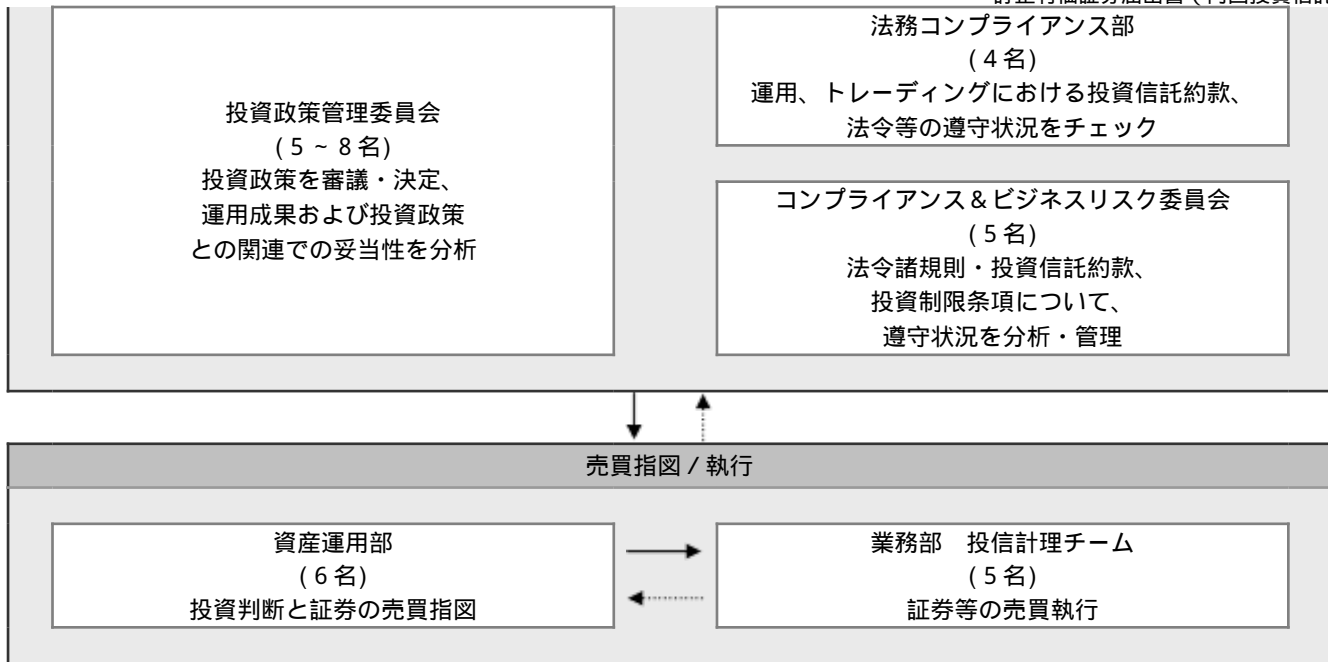 投資政策管理委員会
(5~8名)
投資政策を審議・決定、
運用成果および投資政策
との関連での妥当性を分析
法務コンプライアンス部
(4名)
運用、トレーディングにおける投資信託約款、
法令等の遵守状況をチェック
コンプライアンス&ビジネスリスク委員会
(5名)
法令諸規則・投資信託約款、
投資制限条項について、
遵守状況を分析・管理
売買指図/執行
資産運用部
(6名)
投資判断と証券の売買指図
業務部 投信計理チーム
(5名)
証券等の売買執行